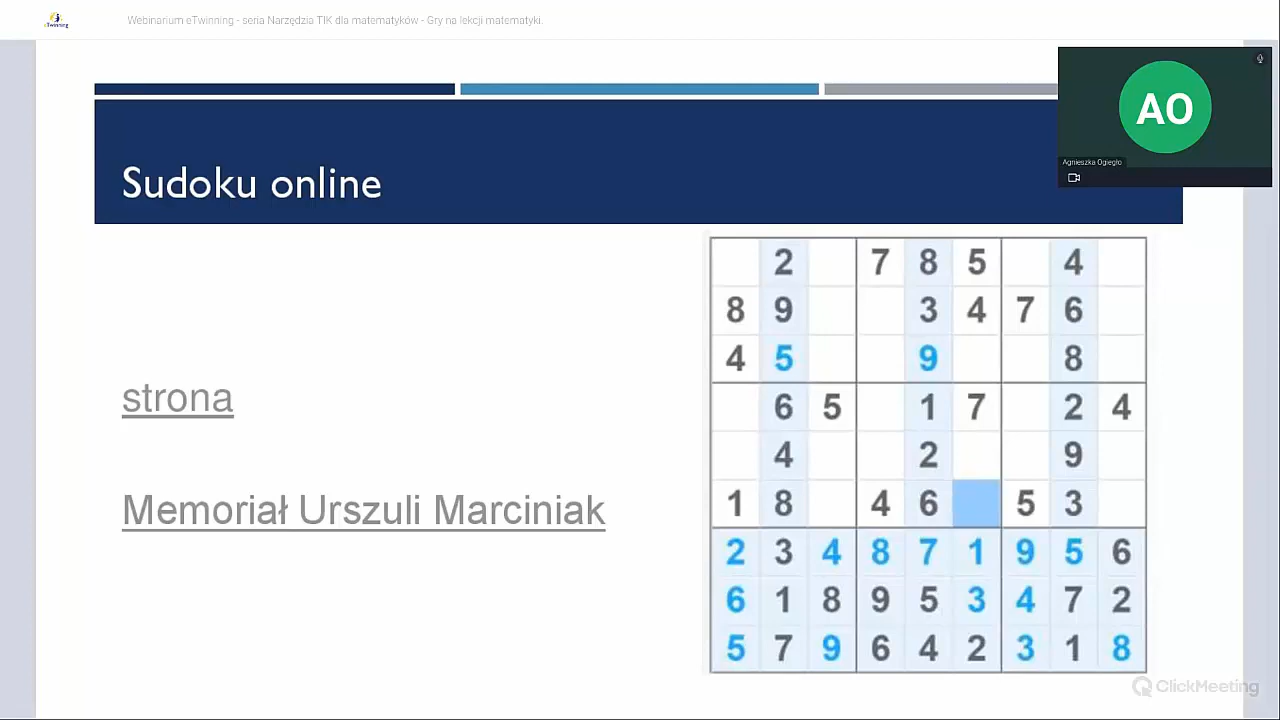 eTwinning
Webinarium eTwinning - seria Narzędzia TIK dla matematyków - Gry na lekcji matematyki.
AO
Agnieszka Ogiegło
Sudoku online
strona
Memoriał Urszuli Marciniak
2 7 8 5 4
8 9 3 4 7 6
4 5 9 8
6 5 1 7 2 4
4 2 9
1 8 4 6 5 3
2 3 4 8 7 1 9 5 6
6 1 8 9 5 3 4 7 2
5 7 9 6 4 2 3 1 8
ClickMeeting